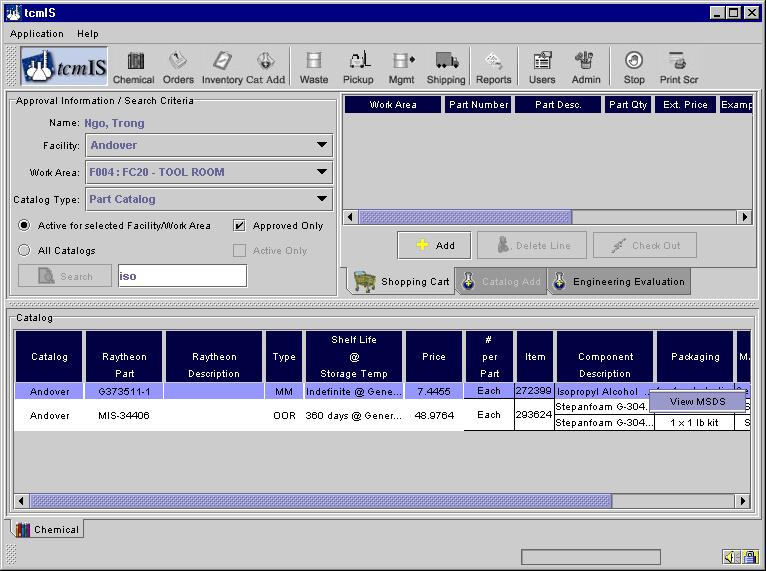 tcmIS
Application Help
tcmIS Chemical Orders Inventory Cat Add Waste Pickup Mgmt Shipping Reports Users Admin Stop Print Scr
Approval Information / Search Criteria
Name: Ngo, Trong
Facility: Andover
Work Area: F004 : FC20 - TOOL ROOM
Catalog Type: Part Catalog
Active for selected Facility/Work Area Approved Only
All Catalogs Active Only
Search iso
Work Area Part Number Part Desc. Part Qty Ext. Price Examp
Add Delete Line Check Out
Shopping Cart Catalog Add Engineering Evaluation
Catalog
Catalog Raytheon Part Raytheon Description Type Shelf Life @ Storage Temp Price # per Part Item Component Description Packaging M.
Andover G373511-1 MM Indefinite @ Gene... 7.4455 Each 272399 Isopropyl Alcohol ...
View MSDS
Andover MIS-34406 OOR 360 days @ Gener... 48.9764 Each 293624 Stepanfoam G-304...
Stepanfoam G-304... 1 x 1 lb kit
Chemical